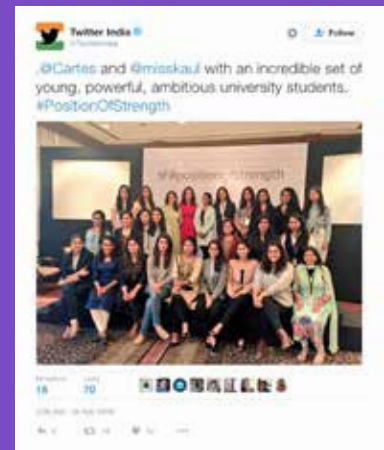 Twitter India
Follow
.@Cartes and @misskaul with an incredible set of
young, powerful, ambitious university students.
#PositionOfStrength
#positionofstrength
18
70